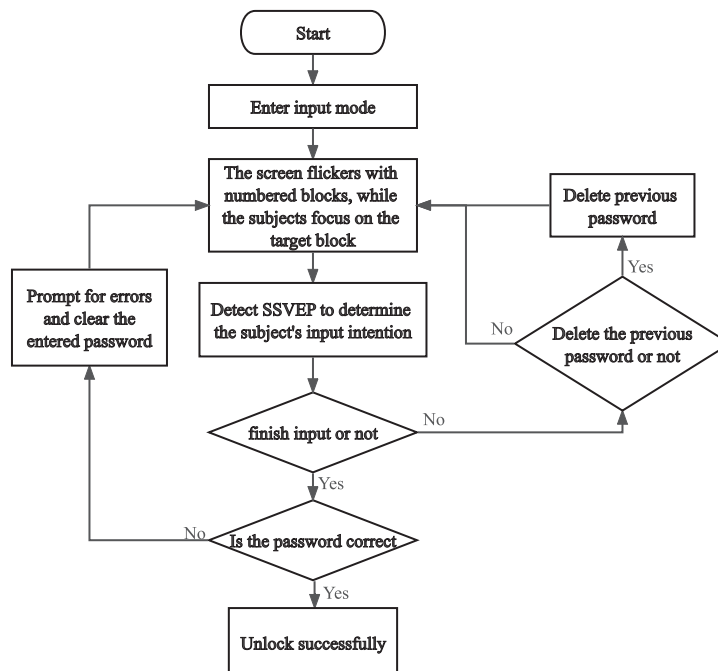 Start
Enter input mode
The screen flickers with
numbered blocks, while
the subjects focus on the
target block
Delete previous
password
Yes
Prompt for errors
and clear the
entered password
Detect SSVEP to determine
the subject's input intention
No
Delete the previous
password or not
finish input or not
No
Yes
No
Is the password correct
Yes
Unlock successfully